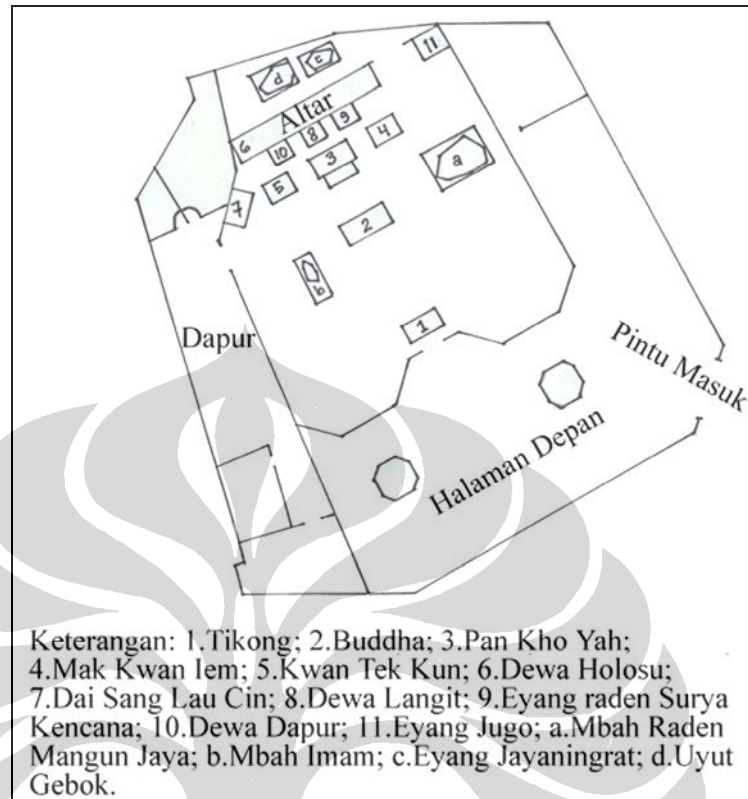 11
c
d
Altar
9
8
4
6
10
3
a
5
7
2
b
1
Dapur
Pintu Masuk
Halaman Depan
Keterangan: 1.Tikong; 2.Buddha; 3.Pan Kho Yah;
4.Mak Kwan Iem; 5.Kwan Tek Kun; 6.Dewa Holosu;
7.Dai Sang Lau Cin; 8.Dewa Langit; 9.Eyang raden Surya
Kencana; 10.Dewa Dapur; 11.Eyang Jugo; a.Mbah Raden
Mangun Jaya; b.Mbah Imam; c.Eyang Jayaningrat; d.Uyut
Gebok.